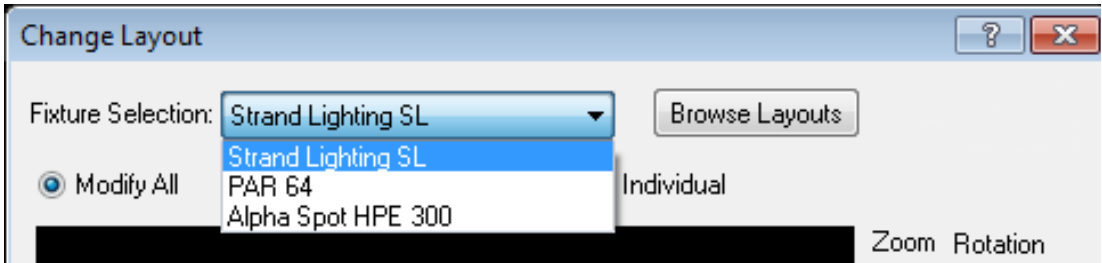 Change Layout
?
Fixture Selection: Strand Lighting SL Browse Layouts
Strand Lighting SL
Modify All PAR 64 Individual
Alpha Spot HPE 300
Zoom Rotation